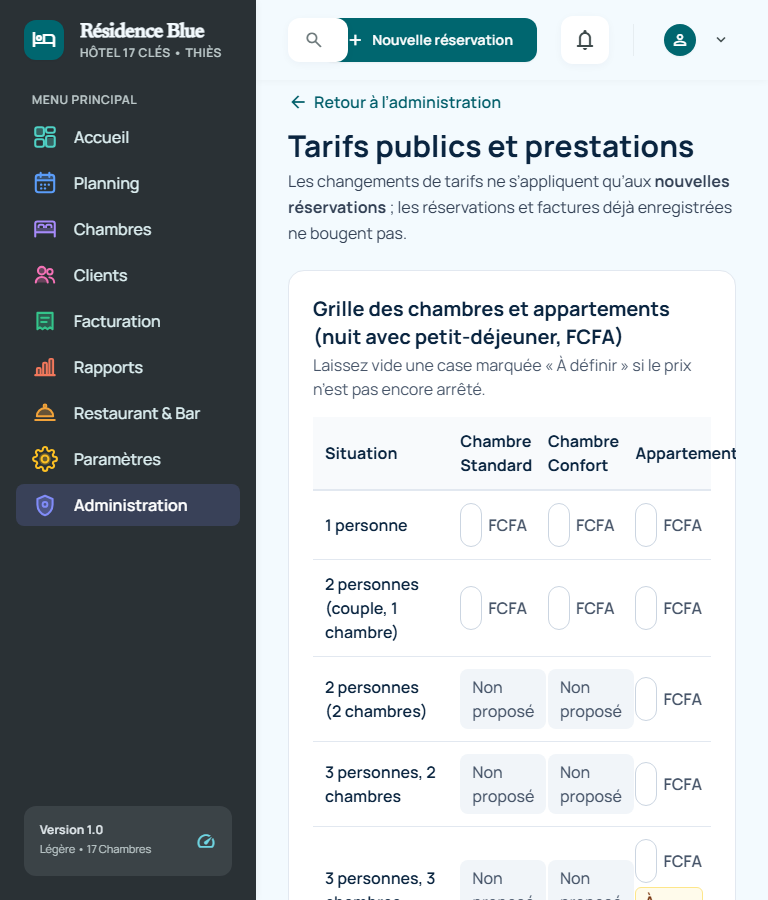 Résidence Blue
HÔTEL 17 CLÉS • THIÈS
MENU PRINCIPAL
Accueil
Planning
Chambres
Clients
Facturation
Rapports
Restaurant & Bar
Paramètres
Administration
Version 1.0
Légère • 17 Chambres
Nouvelle réservation
Retour à l’administration
Tarifs publics et prestations
Les changements de tarifs ne s’appliquent qu’aux nouvelles
réservations ; les réservations et factures déjà enregistrées
ne bougent pas.
Grille des chambres et appartements
(nuit avec petit-déjeuner, FCFA)
Laissez vide une case marquée « À définir » si le prix
n’est pas encore arrêté.
Situation
Chambre
Standard
Chambre
Confort
Appartement
1 personne
FCFA
FCFA
FCFA
2 personnes
(couple, 1
chambre)
FCFA
FCFA
FCFA
2 personnes
(2 chambres)
Non
proposé
Non
proposé
FCFA
3 personnes, 2
chambres
Non
proposé
Non
proposé
FCFA
3 personnes, 3
Non
Non
FCFA